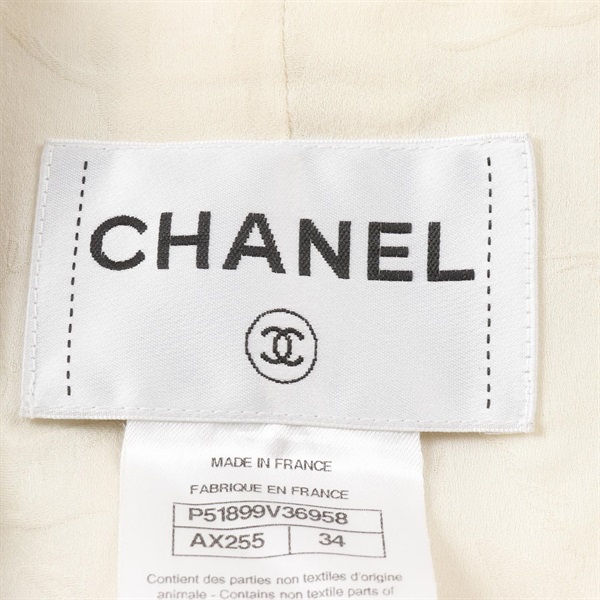 CHANEL
MADE IN FRANCE
FABRIQUE EN FRANCE
P51899V36958
AX255 34
Contient des parties non textiles d'origine
animale - Contains non textile parts of